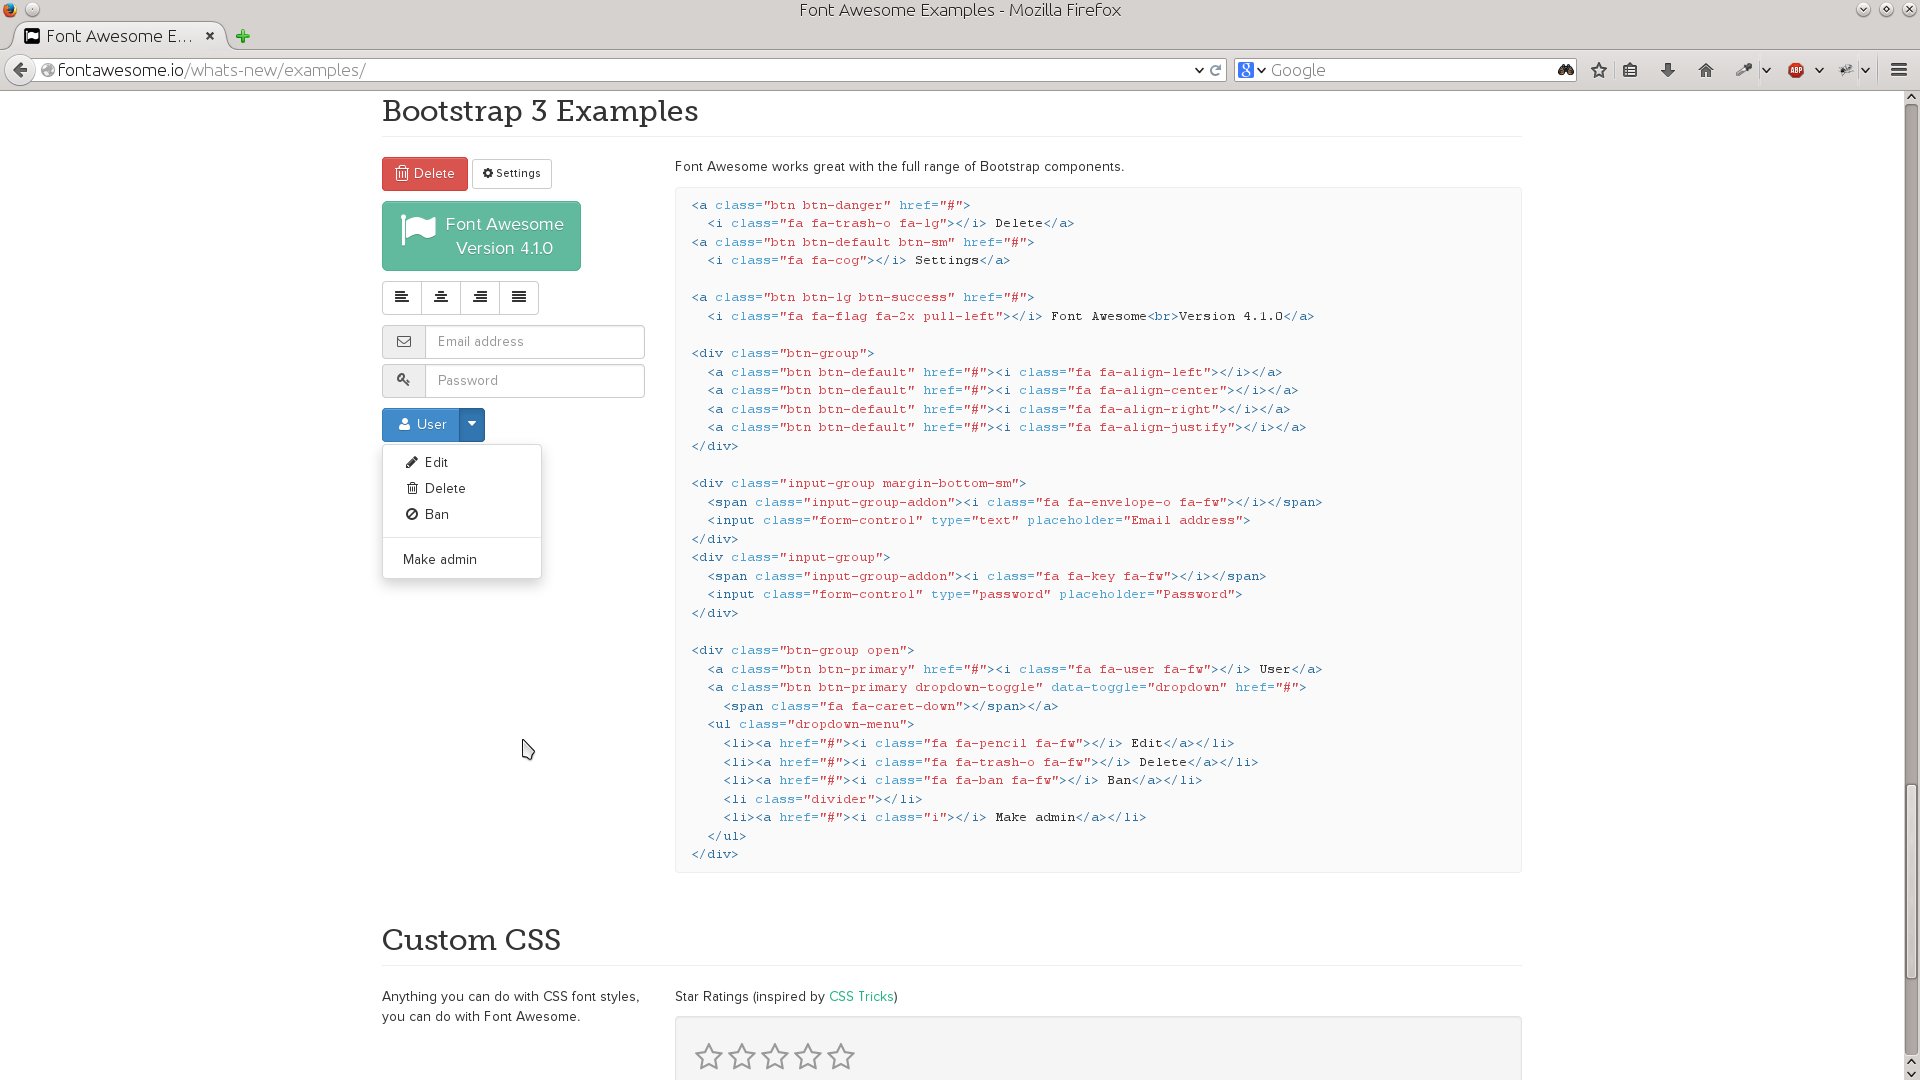 Font Awesome Examples - Mozilla Firefox
Font Awesome E...
fontawesome.io/whats-new/examples/
Google
ABP
Bootstrap 3 Examples
Delete
Settings
Font Awesome
Version 4.1.0
Email address
Password
User
Edit
Delete
Ban
Make admin
Font Awesome works great with the full range of Bootstrap components.
<a class="btn btn-danger" href="#">
  <i class="fa fa-trash-o fa-lg"></i> Delete</a>
<a class="btn btn-default btn-sm" href="#">
  <i class="fa fa-cog"></i> Settings</a>
<a class="btn btn-lg btn-success" href="#">
  <i class="fa fa-flag fa-2x pull-left"></i> Font Awesome<br>Version 4.1.0</a>
<div class="btn-group">
  <a class="btn btn-default" href="#"><i class="fa fa-align-left"></i></a>
  <a class="btn btn-default" href="#"><i class="fa fa-align-center"></i></a>
  <a class="btn btn-default" href="#"><i class="fa fa-align-right"></i></a>
  <a class="btn btn-default" href="#"><i class="fa fa-align-justify"></i></a>
</div>
<div class="input-group margin-bottom-sm">
  <span class="input-group-addon"><i class="fa fa-envelope-o fa-fw"></i></span>
  <input class="form-control" type="text" placeholder="Email address">
</div>
<div class="input-group">
  <span class="input-group-addon"><i class="fa fa-key fa-fw"></i></span>
  <input class="form-control" type="password" placeholder="Password">
</div>
<div class="btn-group open">
  <a class="btn btn-primary" href="#"><i class="fa fa-user fa-fw"></i> User</a>
  <a class="btn btn-primary dropdown-toggle" data-toggle="dropdown" href="#">
    <span class="fa fa-caret-down"></span></a>
  <ul class="dropdown-menu">
    <li><a href="#"><i class="fa fa-pencil fa-fw"></i> Edit</a></li>
    <li><a href="#"><i class="fa fa-trash-o fa-fw"></i> Delete</a></li>
    <li><a href="#"><i class="fa fa-ban fa-fw"></i> Ban</a></li>
    <li class="divider"></li>
    <li><a href="#"><i class="i"></i> Make admin</a></li>
  </ul>
</div>
Custom CSS
Anything you can do with CSS font styles,
you can do with Font Awesome.
Star Ratings (inspired by CSS Tricks)